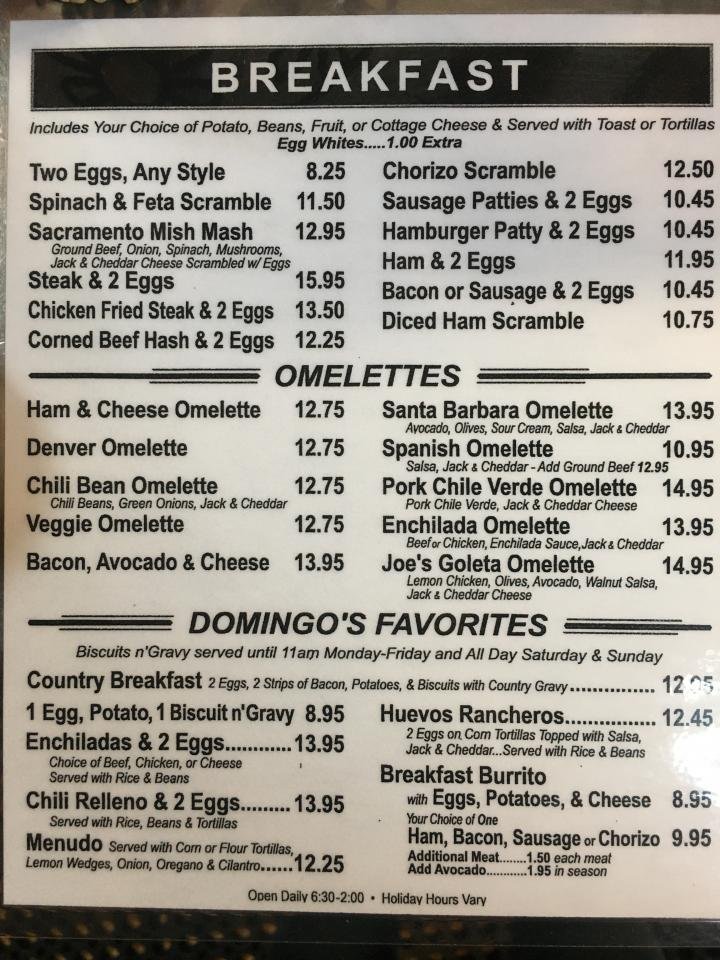 BREAKFAST
Includes Your Choice of Potato, Beans, Fruit, or Cottage Cheese & Served with Toast or Tortillas
Egg Whites.....1.00 Extra
Two Eggs, Any Style 8.25
Spinach & Feta Scramble 11.50
Sacramento Mish Mash 12.95
Ground Beef, Onion, Spinach, Mushrooms,
Jack & Cheddar Cheese Scrambled w/ Eggs
Steak & 2 Eggs 15.95
Chicken Fried Steak & 2 Eggs 13.50
Corned Beef Hash & 2 Eggs 12.25
Chorizo Scramble 12.50
Sausage Patties & 2 Eggs 10.45
Hamburger Patty & 2 Eggs 10.45
Ham & 2 Eggs 11.95
Bacon or Sausage & 2 Eggs 10.45
Diced Ham Scramble 10.75
OMELETTES
Ham & Cheese Omelette 12.75
Denver Omelette 12.75
Chili Bean Omelette 12.75
Chili Beans, Green Onions, Jack & Cheddar
Veggie Omelette 12.75
Bacon, Avocado & Cheese 13.95
Santa Barbara Omelette 13.95
Avocado, Olives, Sour Cream, Salsa, Jack & Cheddar
Spanish Omelette 10.95
Salsa, Jack & Cheddar - Add Ground Beef 12.95
Pork Chile Verde Omelette 14.95
Pork Chile Verde, Jack & Cheddar Cheese
Enchilada Omelette 13.95
Beef or Chicken, Enchilada Sauce, Jack & Cheddar
Joe's Goleta Omelette 14.95
Lemon Chicken, Olives, Avocado, Walnut Salsa,
Jack & Cheddar Cheese
DOMINGO'S FAVORITES
Biscuits n'Gravy served until 11am Monday-Friday and All Day Saturday & Sunday
Country Breakfast 2 Eggs, 2 Strips of Bacon, Potatoes, & Biscuits with Country Gravy................
1 Egg, Potato, 1 Biscuit n'Gravy 8.95
Enchiladas & 2 Eggs............13.95
Choice of Beef, Chicken, or Cheese
Served with Rice & Beans
Chili Relleno & 2 Eggs.........13.95
Served with Rice, Beans & Tortillas
Menudo Served with Corn or Flour Tortillas,
Lemon Wedges, Onion, Oregano & Cilantro......12.25
Huevos Rancheros...............12.45
2 Eggs on Corn Tortillas Topped with Salsa,
Jack & Cheddar...Served with Rice & Beans
Breakfast Burrito
with Eggs, Potatoes, & Cheese 8.95
Your Choice of One
Ham, Bacon, Sausage or Chorizo 9.95
Additional Meat........1.50 each meat
Add Avocado............1.95 in season
Open Daily 6:30-2:00 • Holiday Hours Vary